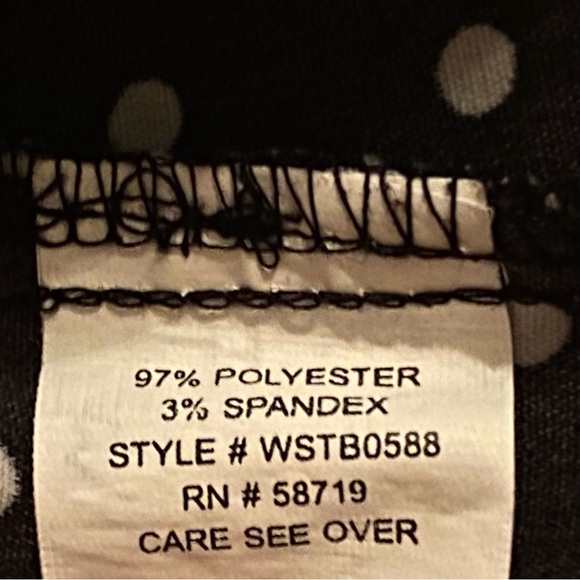 97% POLYESTER
3% SPANDEX
STYLE # WSTB0588
RN # 58719
CARE SEE OVER